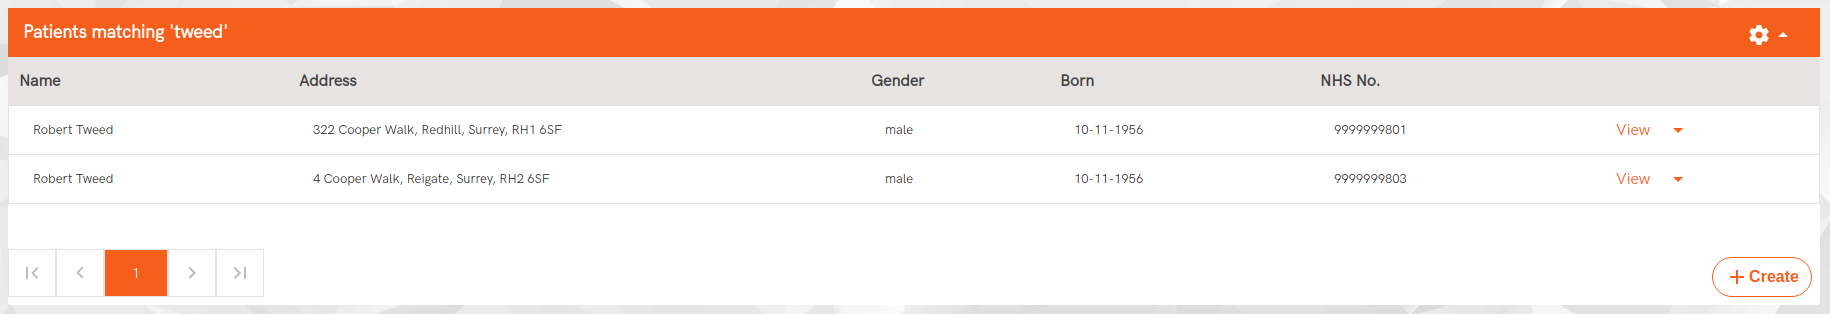 Patients matching 'tweed'
Name Address Gender Born NHS No.
Robert Tweed 322 Cooper Walk, Redhill, Surrey, RH1 6SF male 10-11-1956 9999999801 View
Robert Tweed 4 Cooper Walk, Reigate, Surrey, RH2 6SF male 10-11-1956 9999999803 View
1
+ Create